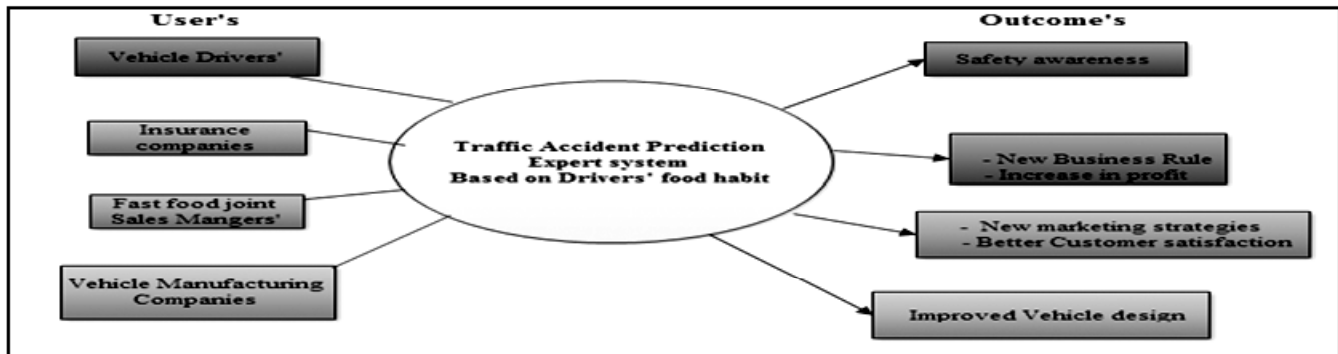 User's
Vehicle Drivers'
Insurance
companies
Fast food joint
Sales Mangers'
Vehicle Manufacturing
Companies
Traffic Accident Prediction
Expert system
Based on Drivers' food habit
Outcome's
Safety awareness
- New Business Rule
- Increase in profit
- New marketing strategies
- Better Customer satisfaction
Improved Vehicle design